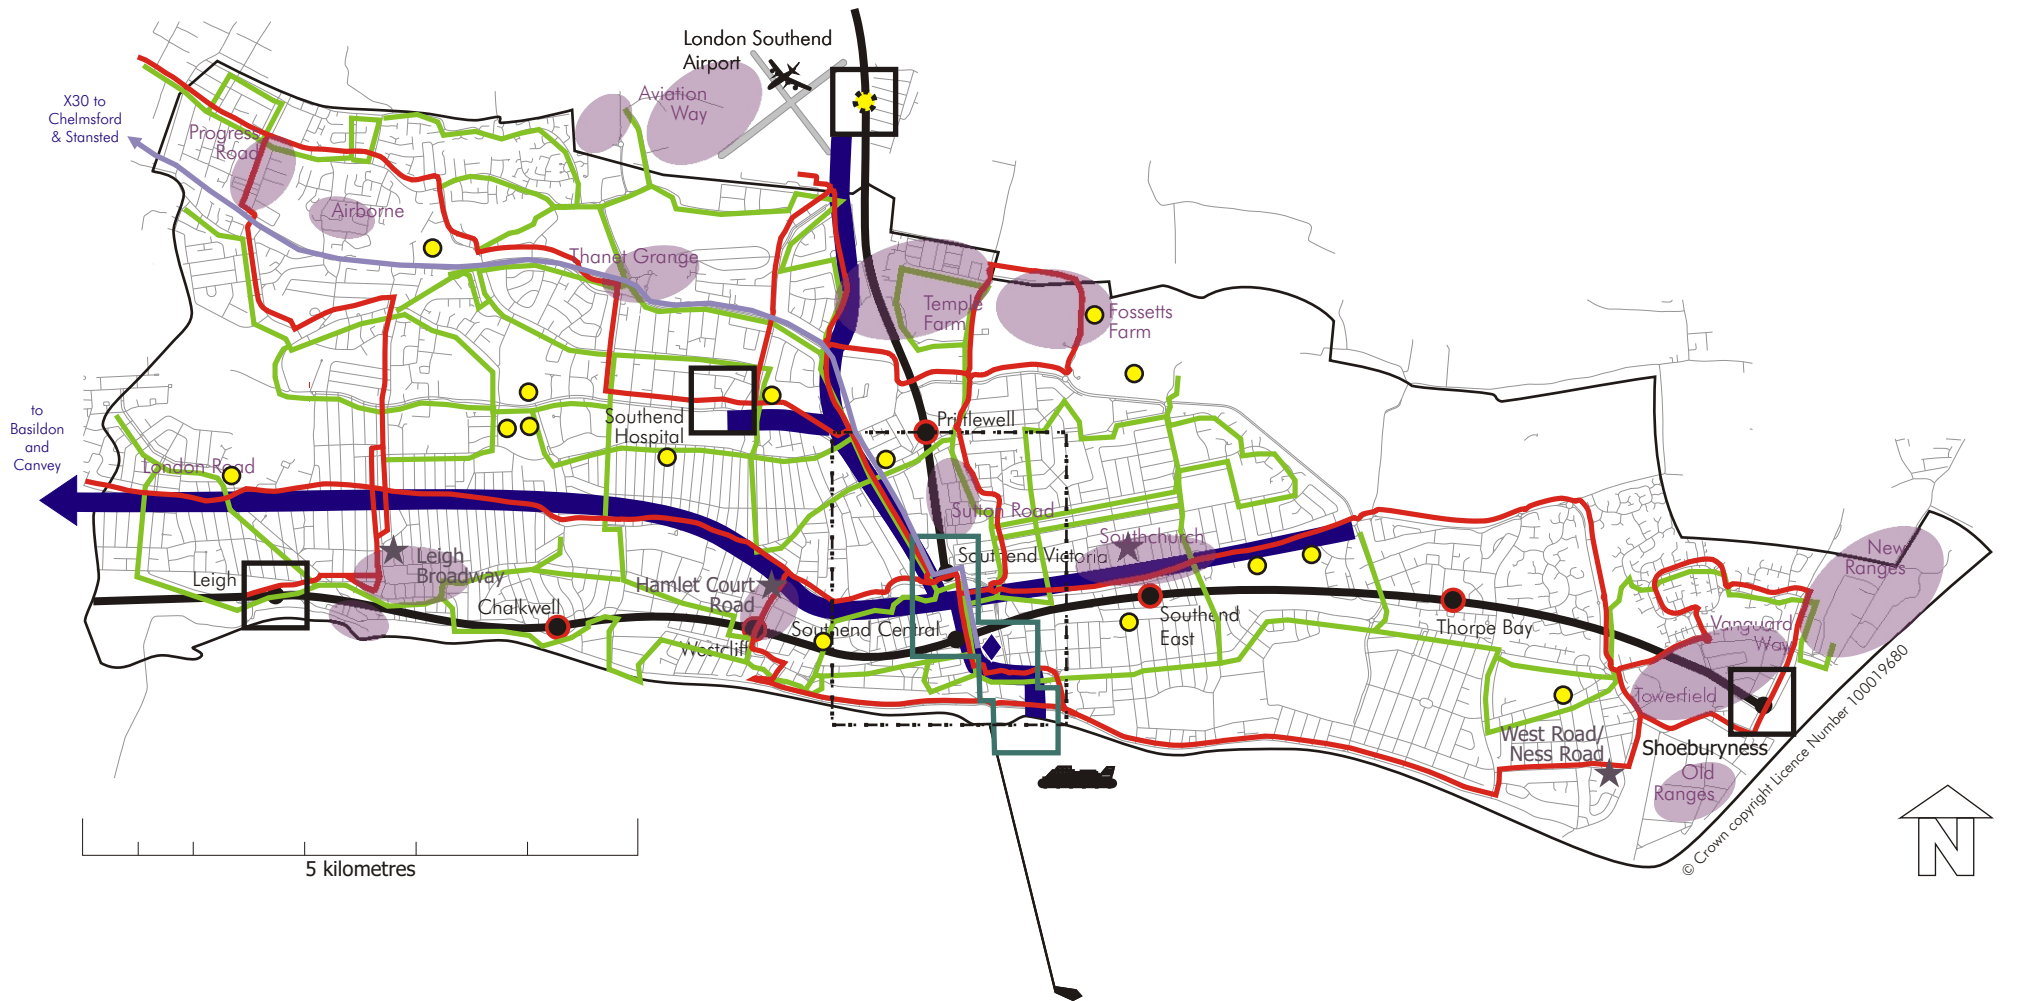 London Southend
Airport
X30 to
Chelmsford
& Stansted
Aviation
Way
Progress
Road
Airborne
Thanet Grange
Temple
Farm
Fossetts
Farm
to
Basildon
and
Canvey
Southend
Hospital
Prittlewell
London Road
Sutton Road
Southchurch
Southend Victoria
Leigh
Broadway
Leigh
Hamlet Court
Road
Chalkwell
Southend Central
Westcliff
Southend
East
Thorpe Bay
New
Ranges
Vanguard
Way
Towerfield
West Road/
Ness Road
Shoeburyness
Old
Ranges
© Crown copyright Licence Number 100019680
5 kilometres
N